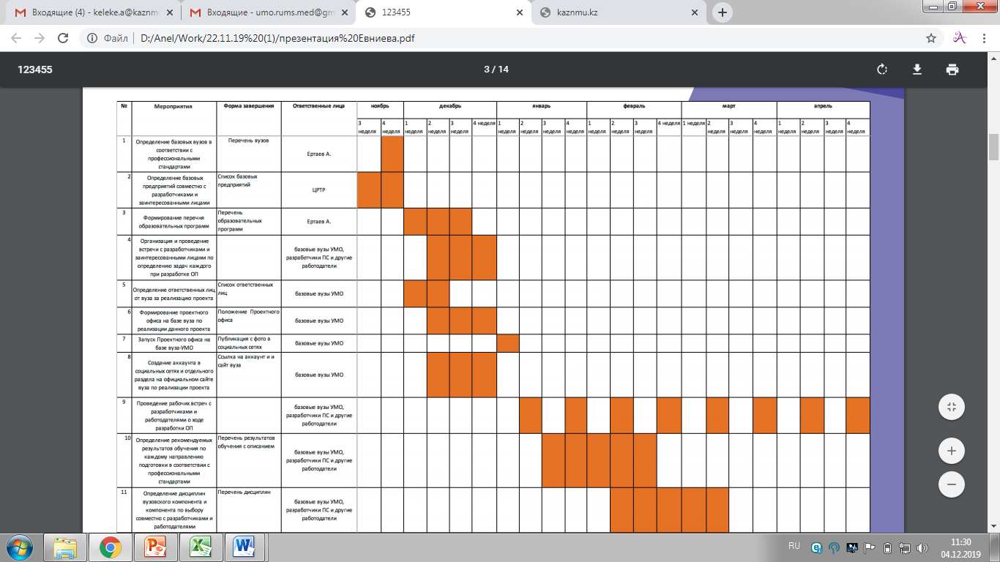 Входящие (4) - keleke.a@kaznm
Входящие - umo.rums.med@gm
123455
kaznmu.kz
Файл
D:/Anel/Work/22.11.19%20(1)/презентация%20Евниева.pdf
123455
3 / 14
№ Мероприятия Форма завершения Ответственные лица ноябрь декабрь январь февраль март апрель
3 неделя 4 неделя 1 неделя 2 неделя 3 неделя 4 неделя 1 неделя 2 неделя 3 неделя 4 неделя 1 неделя 2 неделя 3 неделя 4 неделя 1 неделя 2 неделя 3 неделя 4 неделя 1 неделя 2 неделя 3 неделя 4 неделя
1
Определение базовых вузов в
соответствии с
профессиональными
стандартами
Перечень вузов
Ертаев А.
2
Определение базовых
предприятий совместно с
разработчиками и
заинтересованными лицами
Список базовых
предприятий
ЦРТР
3
Формирование перечня
образовательных программ
Перечень
образовательных
программ
Ертаев А.
4
Организация и проведение
встречи с разработчиками и
заинтересованными лицами по
определению задач каждого
при разработке ОП
базовые вузы УМО,
разработчики ПС и другие
работодатели
5
Определение ответственных лиц
от вуза за реализацию проекта
Список ответственных
лиц
базовые вузы УМО
6
Формирование проектного
офиса на базе вуза по
реализации данного проекта
Положение Проектного
офиса
базовые вузы УМО
7
Запуск Проектного офиса на
базе вуза-УМО
Публикация с фото в
социальных сетях
базовые вузы УМО
8
Создание аккаунта в
социальных сетях и отдельного
раздела на официальном сайте
вуза по реализации проекта
Ссылка на аккаунт и и
сайт вуза
базовые вузы УМО
9
Проведение рабочих встреч с
разработчиками и
работодателями о ходе
разработки ОП
базовые вузы УМО,
разработчики ПС и другие
работодатели
10
Определение рекомендуемых
результатов обучения по
каждому направлению
подготовки в соответствии с
профессиональными
стандартами
Перечень результатов
обучения с описанием
базовые вузы УМО,
разработчики ПС и другие
работодатели
11
Определение дисциплин
вузовского компонента и
компонента по выбору
совместно с разработчиками и
работодателями
Перечень дисциплин
базовые вузы УМО,
разработчики ПС и другие
работодатели
RU
11:30
04.12.2019